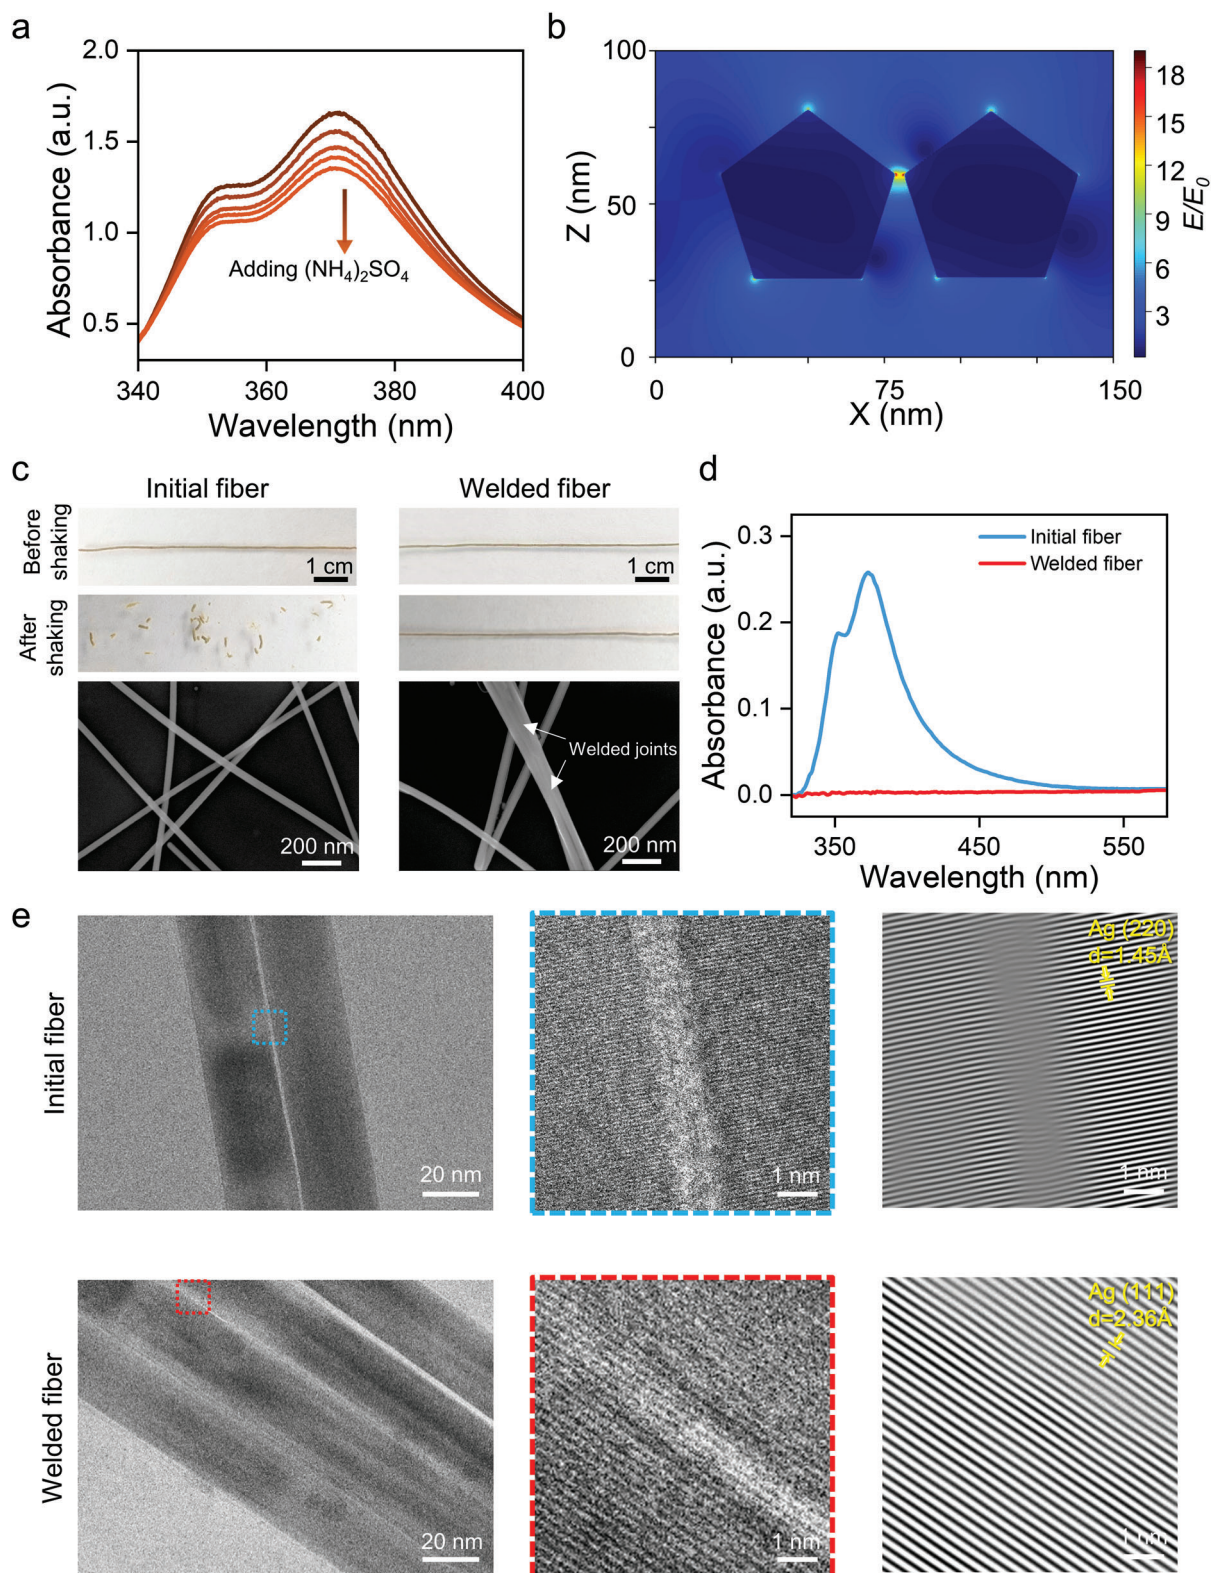 a
2.0
1.5
1.0
0.5
Absorbance (a.u.)
Adding (NH₄)₂SO₄
340
360
380
400
Wavelength (nm)
b
100
50
0
Z (nm)
0
75
150
X (nm)
18
15
12
9
6
3
E/E₀
c
Initial fiber
Welded fiber
Before shaking
1 cm
1 cm
After shaking
Welded joints
200 nm
200 nm
d
0.3
0.2
0.1
0.0
Absorbance (a.u.)
Initial fiber
Welded fiber
350
450
550
Wavelength (nm)
e
Initial fiber
20 nm
1 nm
Ag (220)
d=1.45Å
1 nm
Welded fiber
20 nm
1 nm
Ag (111)
d=2.36Å
1 nm